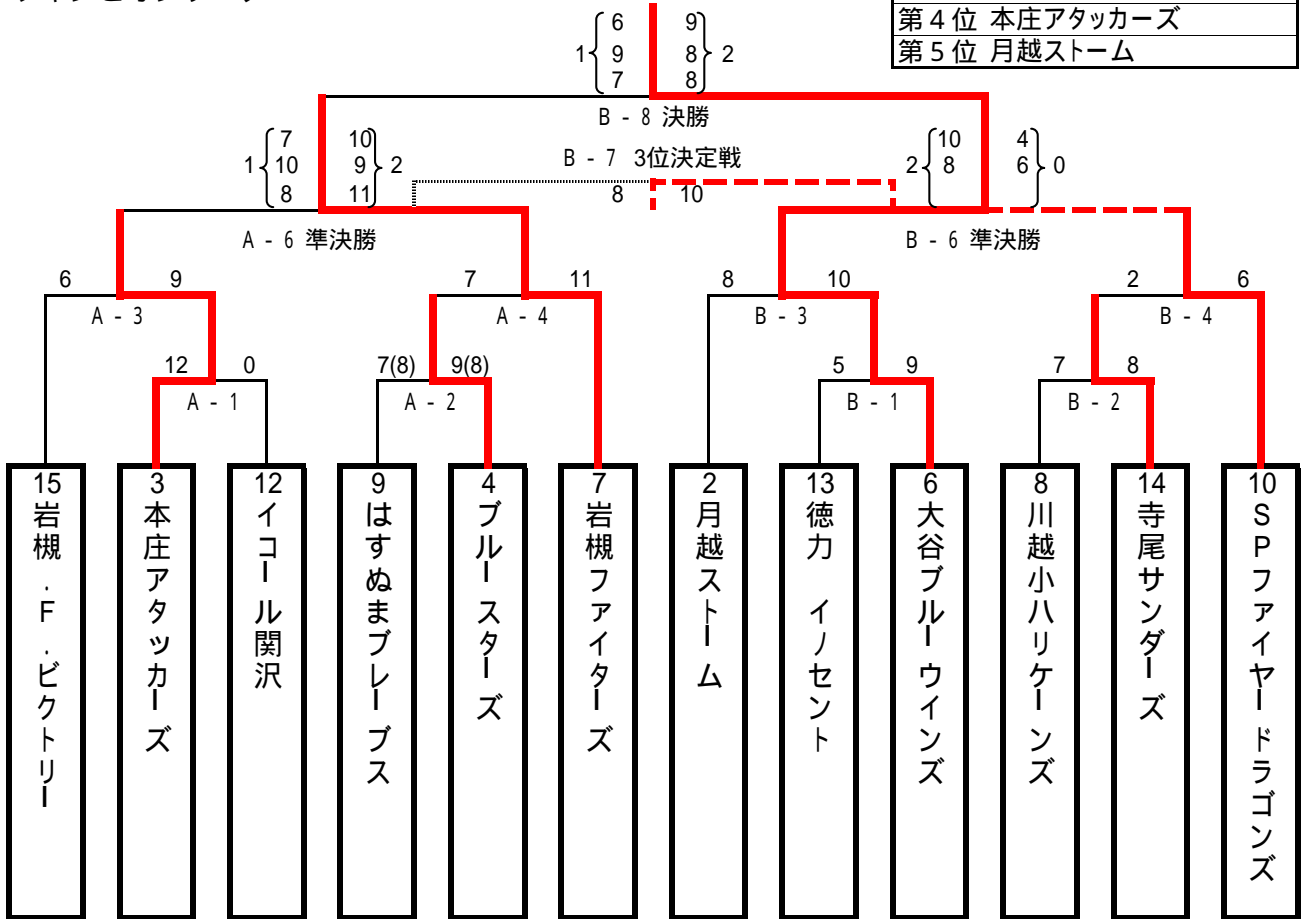 第4位 本庄アタッカーズ
第5位 月越ストーム
6 9
1 9 8 2
7 8
B - 8 決勝
7 10 10 4
1 10 9 2 B - 7 3位決定戦 2 8 6 0
8 11 8 10
A - 6 準決勝 B - 6 準決勝
6 9 7 11 8 10 2 6
A - 3 A - 4 B - 3 B - 4
12 0 7(8) 9(8) 5 9 7 8
A - 1 A - 2 B - 1 B - 2
15 岩槻.F.ビクトリー
3 本庄アタッカーズ
12 イコール関沢
9 はすぬまブレーブス
4 ブルースターズ
7 岩槻ファイターズ
2 月越ストーム
13 徳力 イノセント
6 大谷ブルーウインズ
8 川越小ハリケーンズ
14 寺尾サンダーズ
10 SPファイヤードラゴンズ